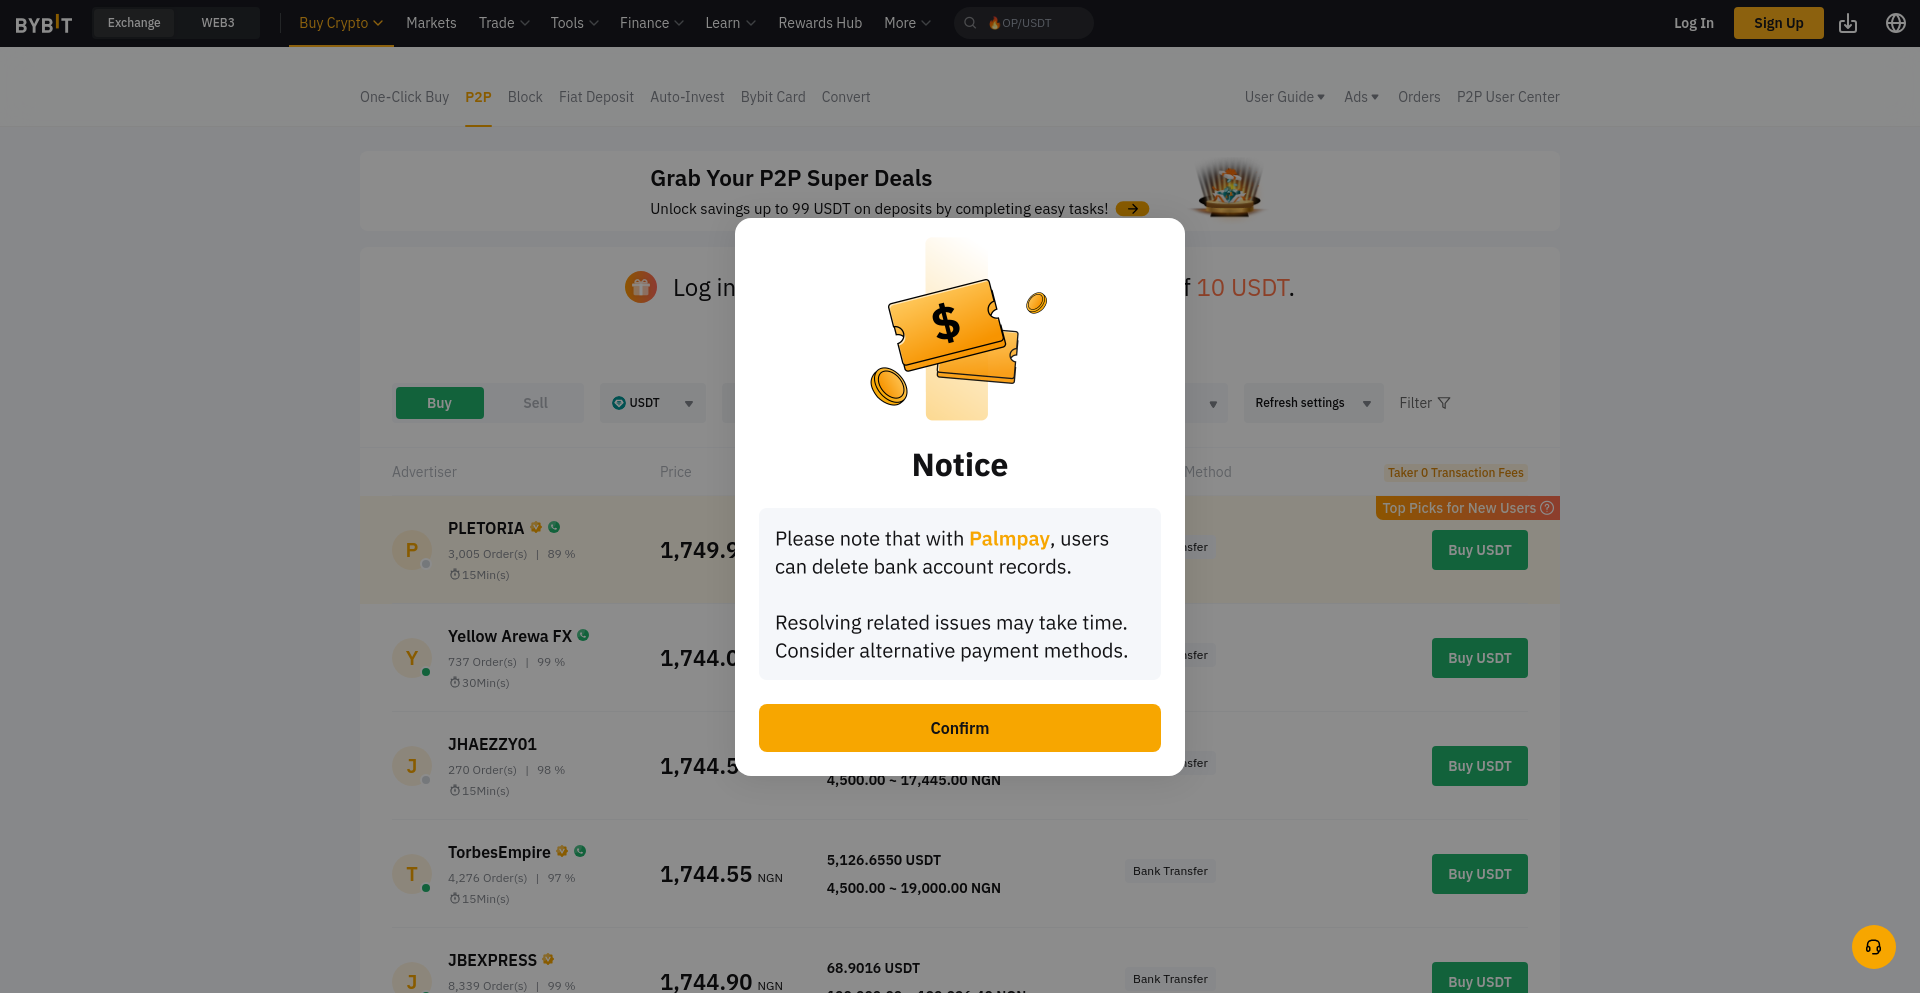 BYBIT
Exchange
WEB3
Buy Crypto
Markets
Trade
Tools
Finance
Learn
Rewards Hub
More
OP/USDT
Log In
Sign Up
One-Click Buy
P2P
Block
Fiat Deposit
Auto-Invest
Bybit Card
Convert
User Guide
Ads
Orders
P2P User Center
Grab Your P2P Super Deals
Unlock savings up to 99 USDT on deposits by completing easy tasks!
Log in
10 USDT.
Buy
Sell
USDT
Refresh settings
Filter
Advertiser
Price
Method
Taker 0 Transaction Fees
Top Picks for New Users
P
PLETORIA
3,005 Order(s) | 89 %
15Min(s)
1,749.9
sfer
Buy USDT
Y
Yellow Arewa FX
737 Order(s) | 99 %
30Min(s)
1,744.0
sfer
Buy USDT
J
JHAEZZY01
270 Order(s) | 98 %
15Min(s)
1,744.5
4,500.00 ~ 17,445.00 NGN
sfer
Buy USDT
T
TorbesEmpire
4,276 Order(s) | 97 %
15Min(s)
1,744.55 NGN
5,126.6550 USDT
4,500.00 ~ 19,000.00 NGN
Bank Transfer
Buy USDT
J
JBEXPRESS
8,339 Order(s) | 99 %
1,744.90 NGN
68.9016 USDT
Bank Transfer
Buy USDT
$
Notice
Please note that with Palmpay, users
can delete bank account records.
Resolving related issues may take time.
Consider alternative payment methods.
Confirm